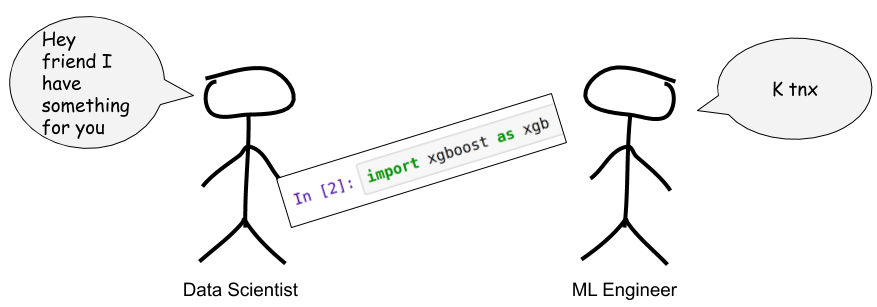 Hey
friend I
have
something
for you
K tnx
In [2]: import xgboost as xgb
Data Scientist
ML Engineer